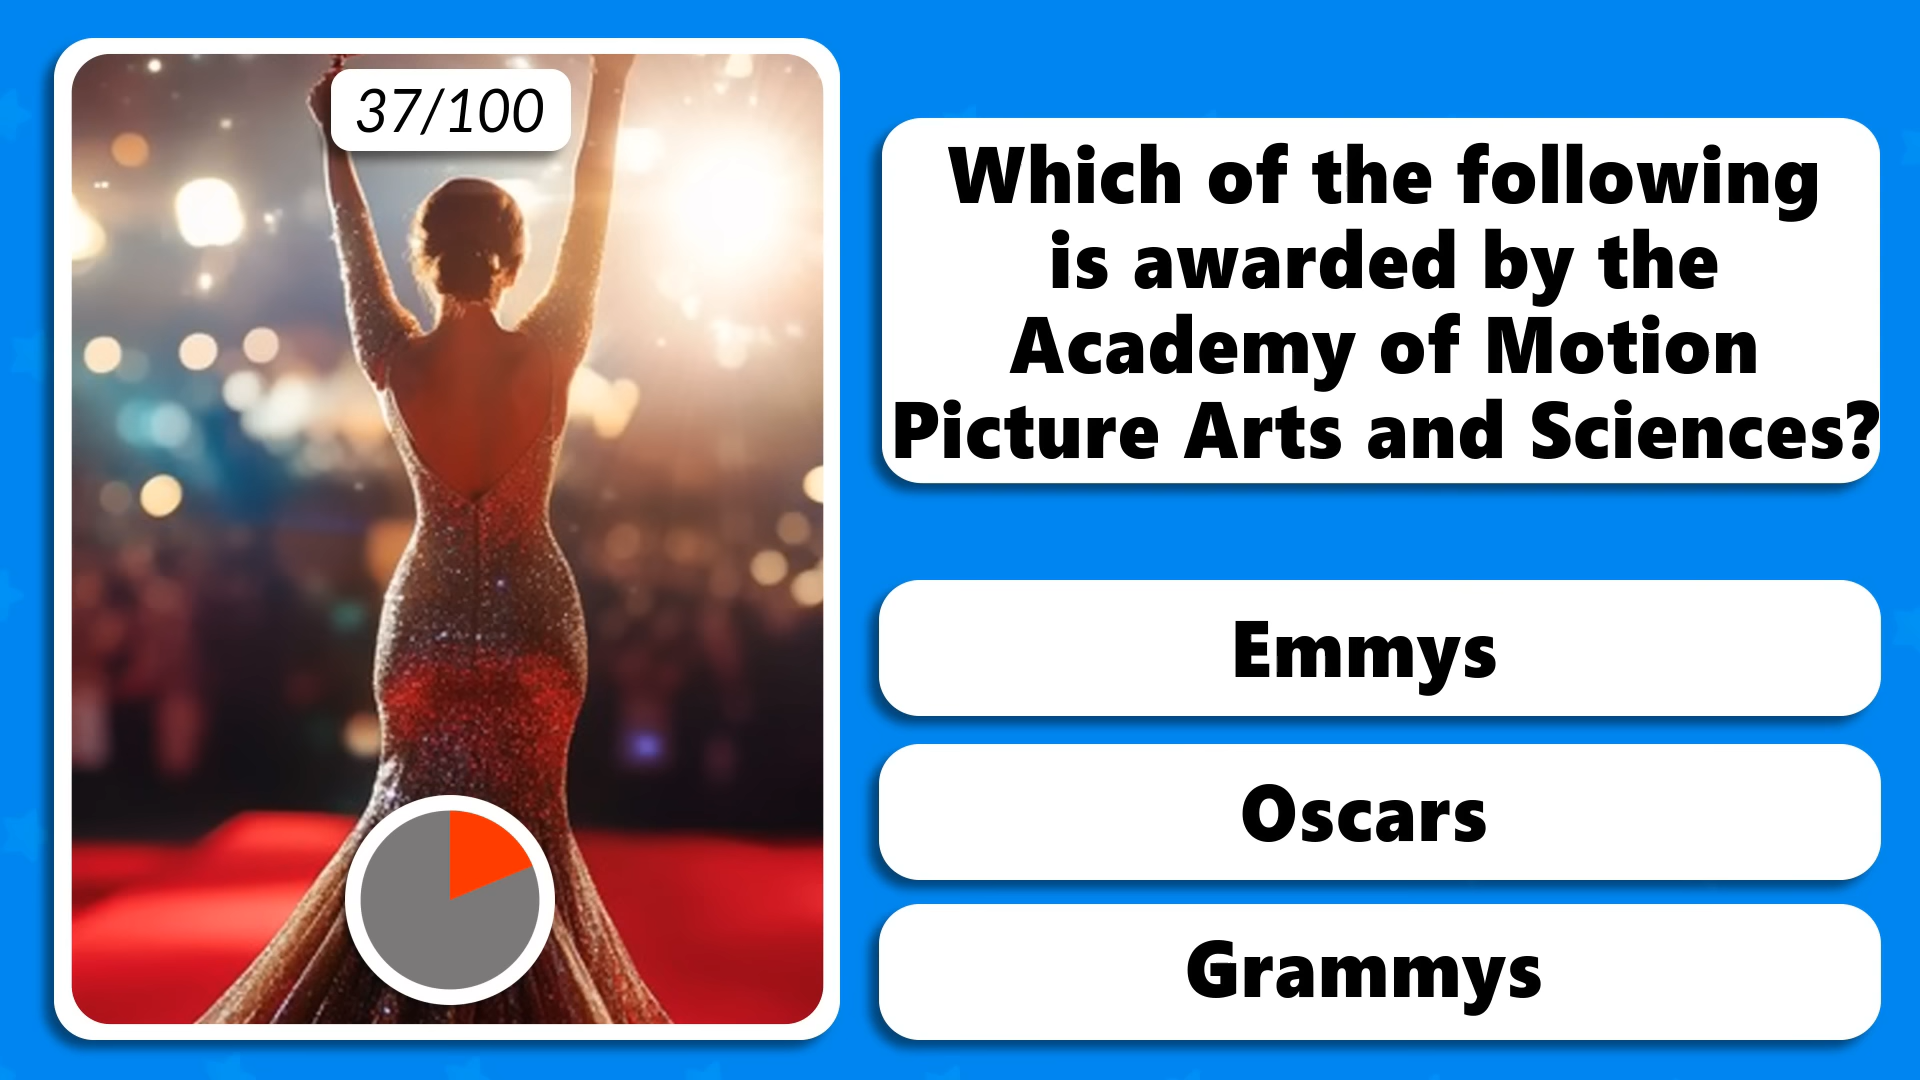 37/100
Which of the following
is awarded by the
Academy of Motion
Picture Arts and Sciences?
Emmys
Oscars
Grammys